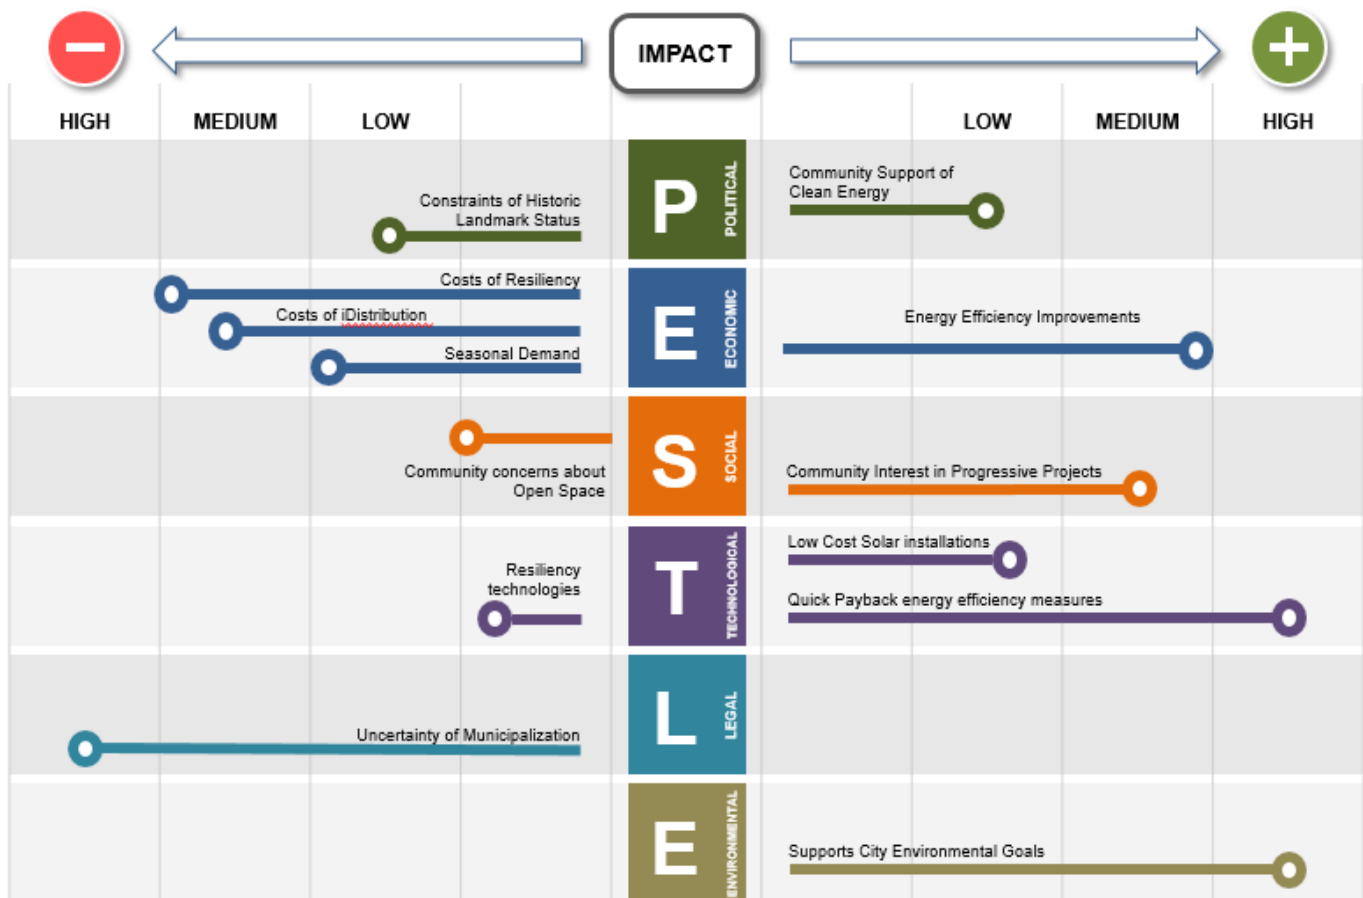 IMPACT
HIGH MEDIUM LOW LOW MEDIUM HIGH
P
POLITICAL
Constraints of Historic
Landmark Status
Community Support of
Clean Energy
E
ECONOMIC
Costs of Resiliency
Costs of iDistribution
Seasonal Demand
Energy Efficiency Improvements
S
SOCIAL
Community concerns about
Open Space
Community Interest in Progressive Projects
T
TECHNOLOGICAL
Resiliency
technologies
Low Cost Solar installations
Quick Payback energy efficiency measures
L
LEGAL
Uncertainty of Municipalization
E
ENVIRONMENTAL
Supports City Environmental Goals